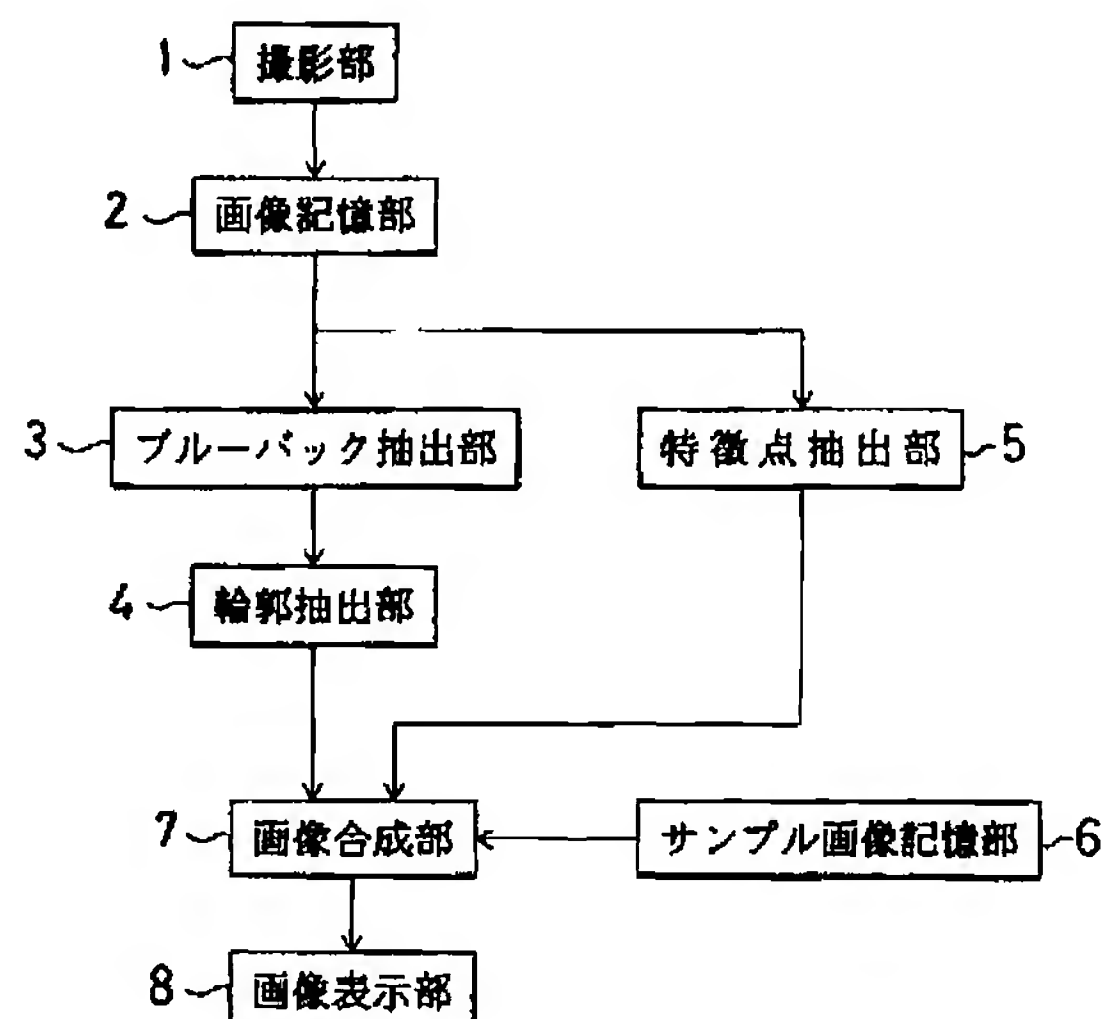 1 撮影部
2 画像記憶部
3 ブルーバック抽出部
特徴点抽出部 5
4 輪郭抽出部
7 画像合成部
サンプル画像記憶部 6
8 画像表示部